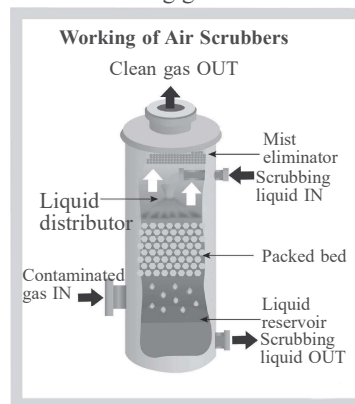 Working of Air Scrubbers
Clean gas OUT
Mist
eliminator
Scrubbing
liquid IN
Liquid
distributor
Packed bed
Contaminated
gas IN
Liquid
reservoir
Scrubbing
liquid OUT